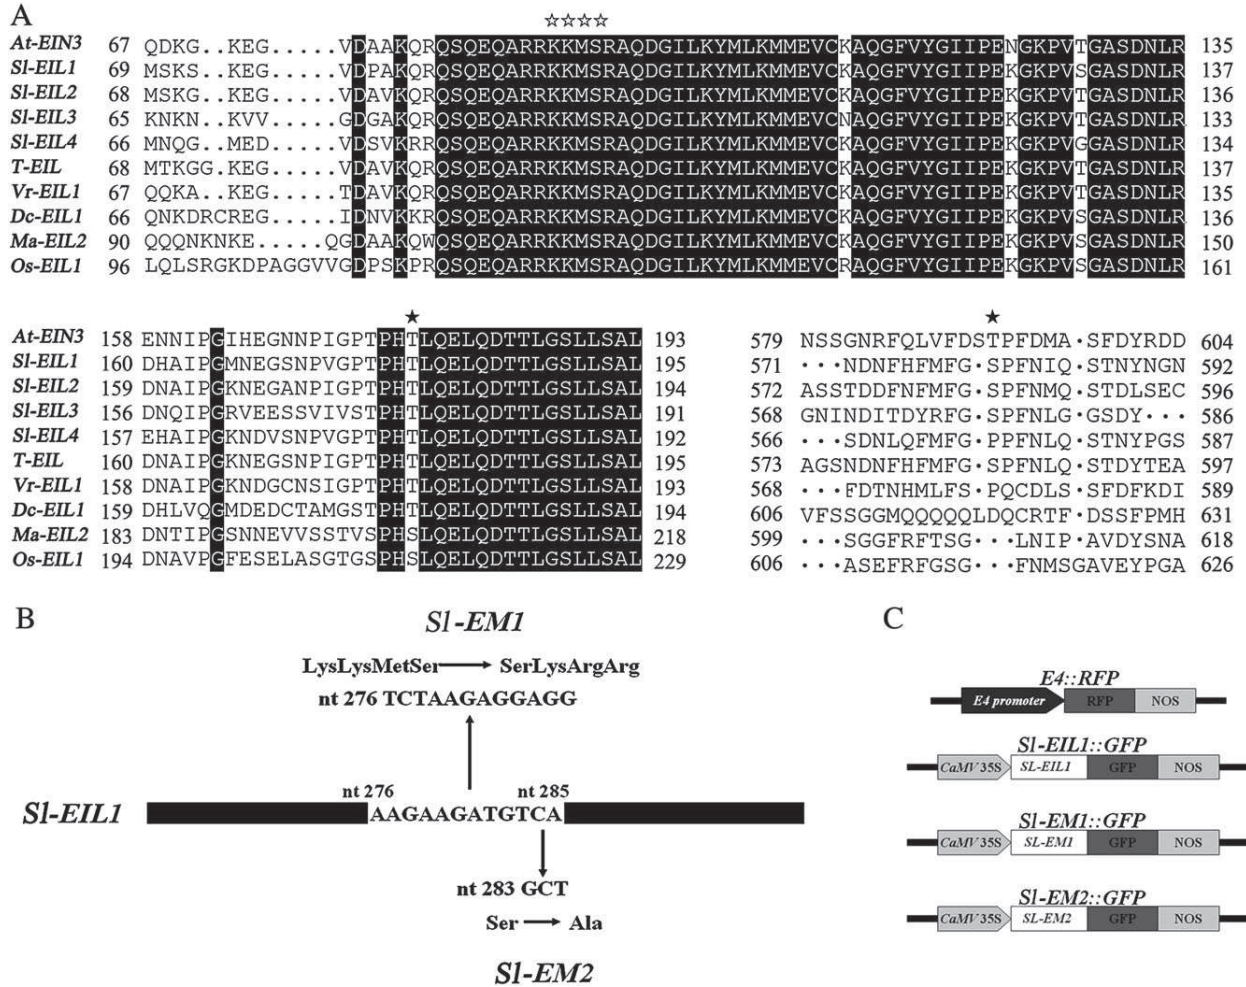 A
☆☆☆☆
At-EIN3 67 QDKG..KEG.....VDAAKQRQSQEQARRKKMSRAQDGILKYMLKMMEVCKAQGFVYGIIPENGKPVTGASDNLR 135
Sl-EIL1 69 MSKS..KEG.....VDPAKQRQSQEQARRKKMSRAQDGILKYMLKMMEVCKAQGFVYGIIPEKGKPVSGASDNLR 137
Sl-EIL2 68 MSKG..KEG.....VDAVKQRQSQEQARRKKMSRAQDGILKYMLKMMEVCKAQGFVYGIIPEKGKPVTGASDNLR 136
Sl-EIL3 65 KNKN..KVV.....GDGAKQRQSQEQARRKKMSRAQDGILKYMLKMMEVCNAQGFVYGIIPEKGKPVTGASDNLR 133
Sl-EIL4 66 MNQG..MED.....VDSVKRRQSQEQARRKKMSRAQDGILKYMLKMMEVCKAQGFVYGIIPEKGKPVGGASDNLR 134
T-EIL 68 MTKGG.KEG.....VDAVKQRQSQEQARRKKMSRAQDGILKYMLKMMEVCKAQGFVYGIIPEKGKPVTGASDNLR 137
Vr-EIL1 67 QQKA..KEG.....TDAVKQRQSQEQARRKKMSRAQDGILKYMLKMMEVCKAQGFVYGIIPEKGKPVTGASDNLR 135
Dc-EIL1 66 QNKDRCREG.....IDNVKKRQSQEQARRKKMSRAQDGILKYMLKMMEVCKAQGFVYGIIPEKGKPVSGASDNLR 136
Ma-EIL2 90 QQQNKNKE.....QGDAAKQWQSQEQARRKKMSRAQDGILKYMLKMMEVCKAQGFVYGIIPEKGKPVSGASDNLR 150
Os-EIL1 96 LQLSRGKDPAGGVVGDPSKPRQSQEQARRKKMSRAQDGILKYMLKMMEVCRAQGFVYGIIPEKGKPVSGASDNLR 161
★ ★
At-EIN3 158 ENNIPGIHEGNNPIGPTPHTLQELQDTTLGSLLSAL 193 579 NSSGNRFQLVFDSTPFDMA·SFDYRDD 604
Sl-EIL1 160 DHAIPGMNEGSNPVGPTPHTLQELQDTTLGSLLSAL 195 571 ···NDNFHFMFG·SPFNIQ·STNYNGN 592
Sl-EIL2 159 DNAIPGKNEGANPIGPTPHTLQELQDTTLGSLLSAL 194 572 ASSTDDFNFMFG·SPFNMQ·STDLSEC 596
Sl-EIL3 156 DNQIPGRVEESSVIVSTPHTLQELQDTTLGSLLSAL 191 568 GNINDITDYRFG·SPFNLG·GSDY··· 586
Sl-EIL4 157 EHAIPGKNDVSNPVGPTPHTLQELQDTTLGSLLSAL 192 566 ···SDNLQFMFG·PPFNLQ·STNYPGS 587
T-EIL 160 DNAIPGKNEGSNPIGPTPHTLQELQDTTLGSLLSAL 195 573 AGSNDNFHFMFG·SPFNLQ·STDYTEA 597
Vr-EIL1 158 DNAIPGKNDGCNSIGPTPHTLQELQDTTLGSLLSAL 193 568 ···FDTNHMLFS·PQCDLS·SFDFKDI 589
Dc-EIL1 159 DHLVQGMDEDCTAMGSTPHTLQELQDTTLGSLLSAL 194 606 VFSSGGMQQQQQLDQCRTF·DSSFPMH 631
Ma-EIL2 183 DNTIPGSNNEVVSSTVSPHSLQELQDTTLGSLLSAL 218 599 ···SGGFRFTSG···LNIP·AVDYSNA 618
Os-EIL1 194 DNAVPGFESELASGTGSPHSLQELQDTTLGSLLSAL 229 606 ···ASEFRFGSG···FNMSGAVEYPGA 626
B
Sl-EM1
LysLysMetSer → SerLysArgArg
nt 276 TCTAAGAGGAGG
nt 276 nt 285
Sl-EIL1 AAGAAGATGTCA
nt 283 GCT
Ser → Ala
Sl-EM2
C
E4::RFP
E4 promoter RFP NOS
Sl-EIL1::GFP
CaMV 35S SL-EIL1 GFP NOS
Sl-EM1::GFP
CaMV 35S SL-EM1 GFP NOS
Sl-EM2::GFP
CaMV 35S SL-EM2 GFP NOS